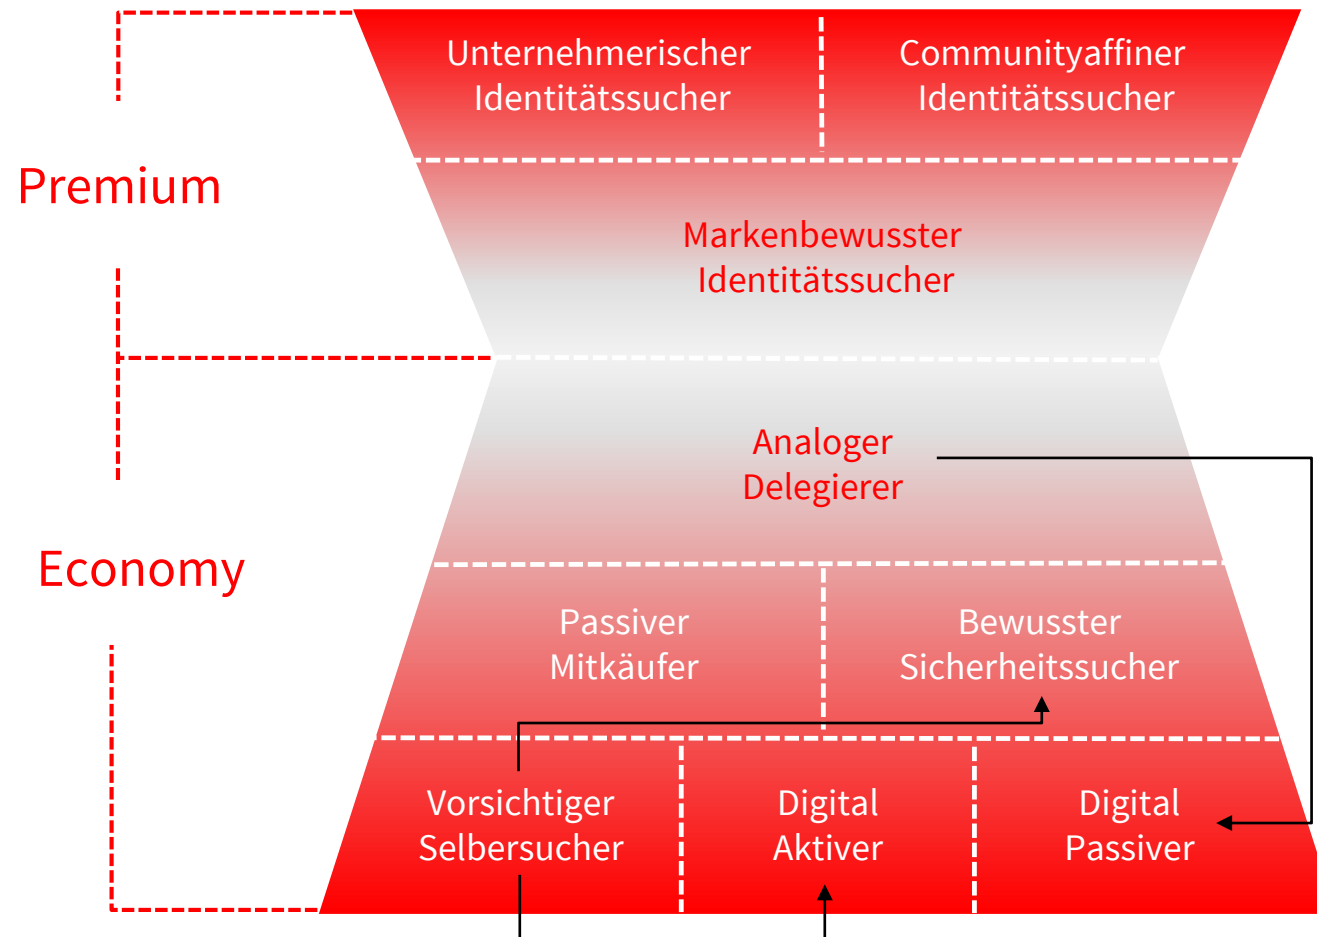 Unternehmerischer
Identitätssucher
Communityaffiner
Identitätssucher
Premium
Markenbewusster
Identitätssucher
Analoger
Delegierer
Economy
Passiver
Mitkäufer
Bewusster
Sicherheitssucher
Vorsichtiger
Selbersucher
Digital
Aktiver
Digital
Passiver